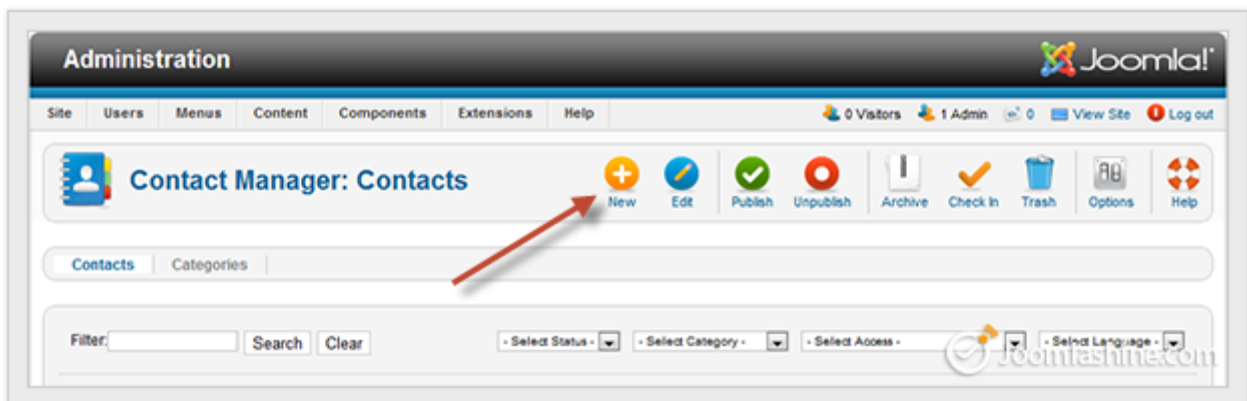 Administration Joomla!
Site Users Menus Content Components Extensions Help 0 Visitors 1 Admin 0 View Site Log out
Contact Manager: Contacts
New Edit Publish Unpublish Archive Check In Trash Options Help
Contacts Categories
Filter: Search Clear - Select Status - - Select Category - - Select Access - - Select Language -
Joomlashine.com